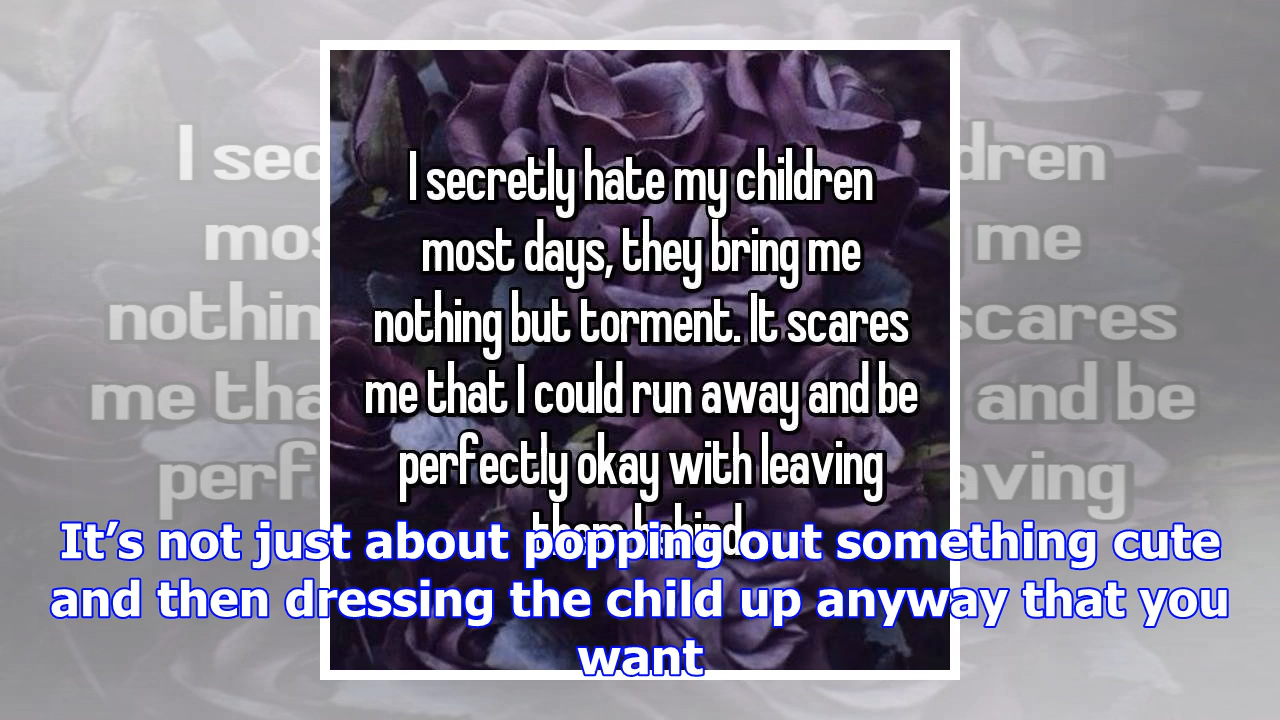 I secretly hate my children
most days, they bring me
nothing but torment. It scares
me that I could run away and be
perfectly okay with leaving
them behind
It’s not just about popping out something cute
and then dressing the child up anyway that you
want